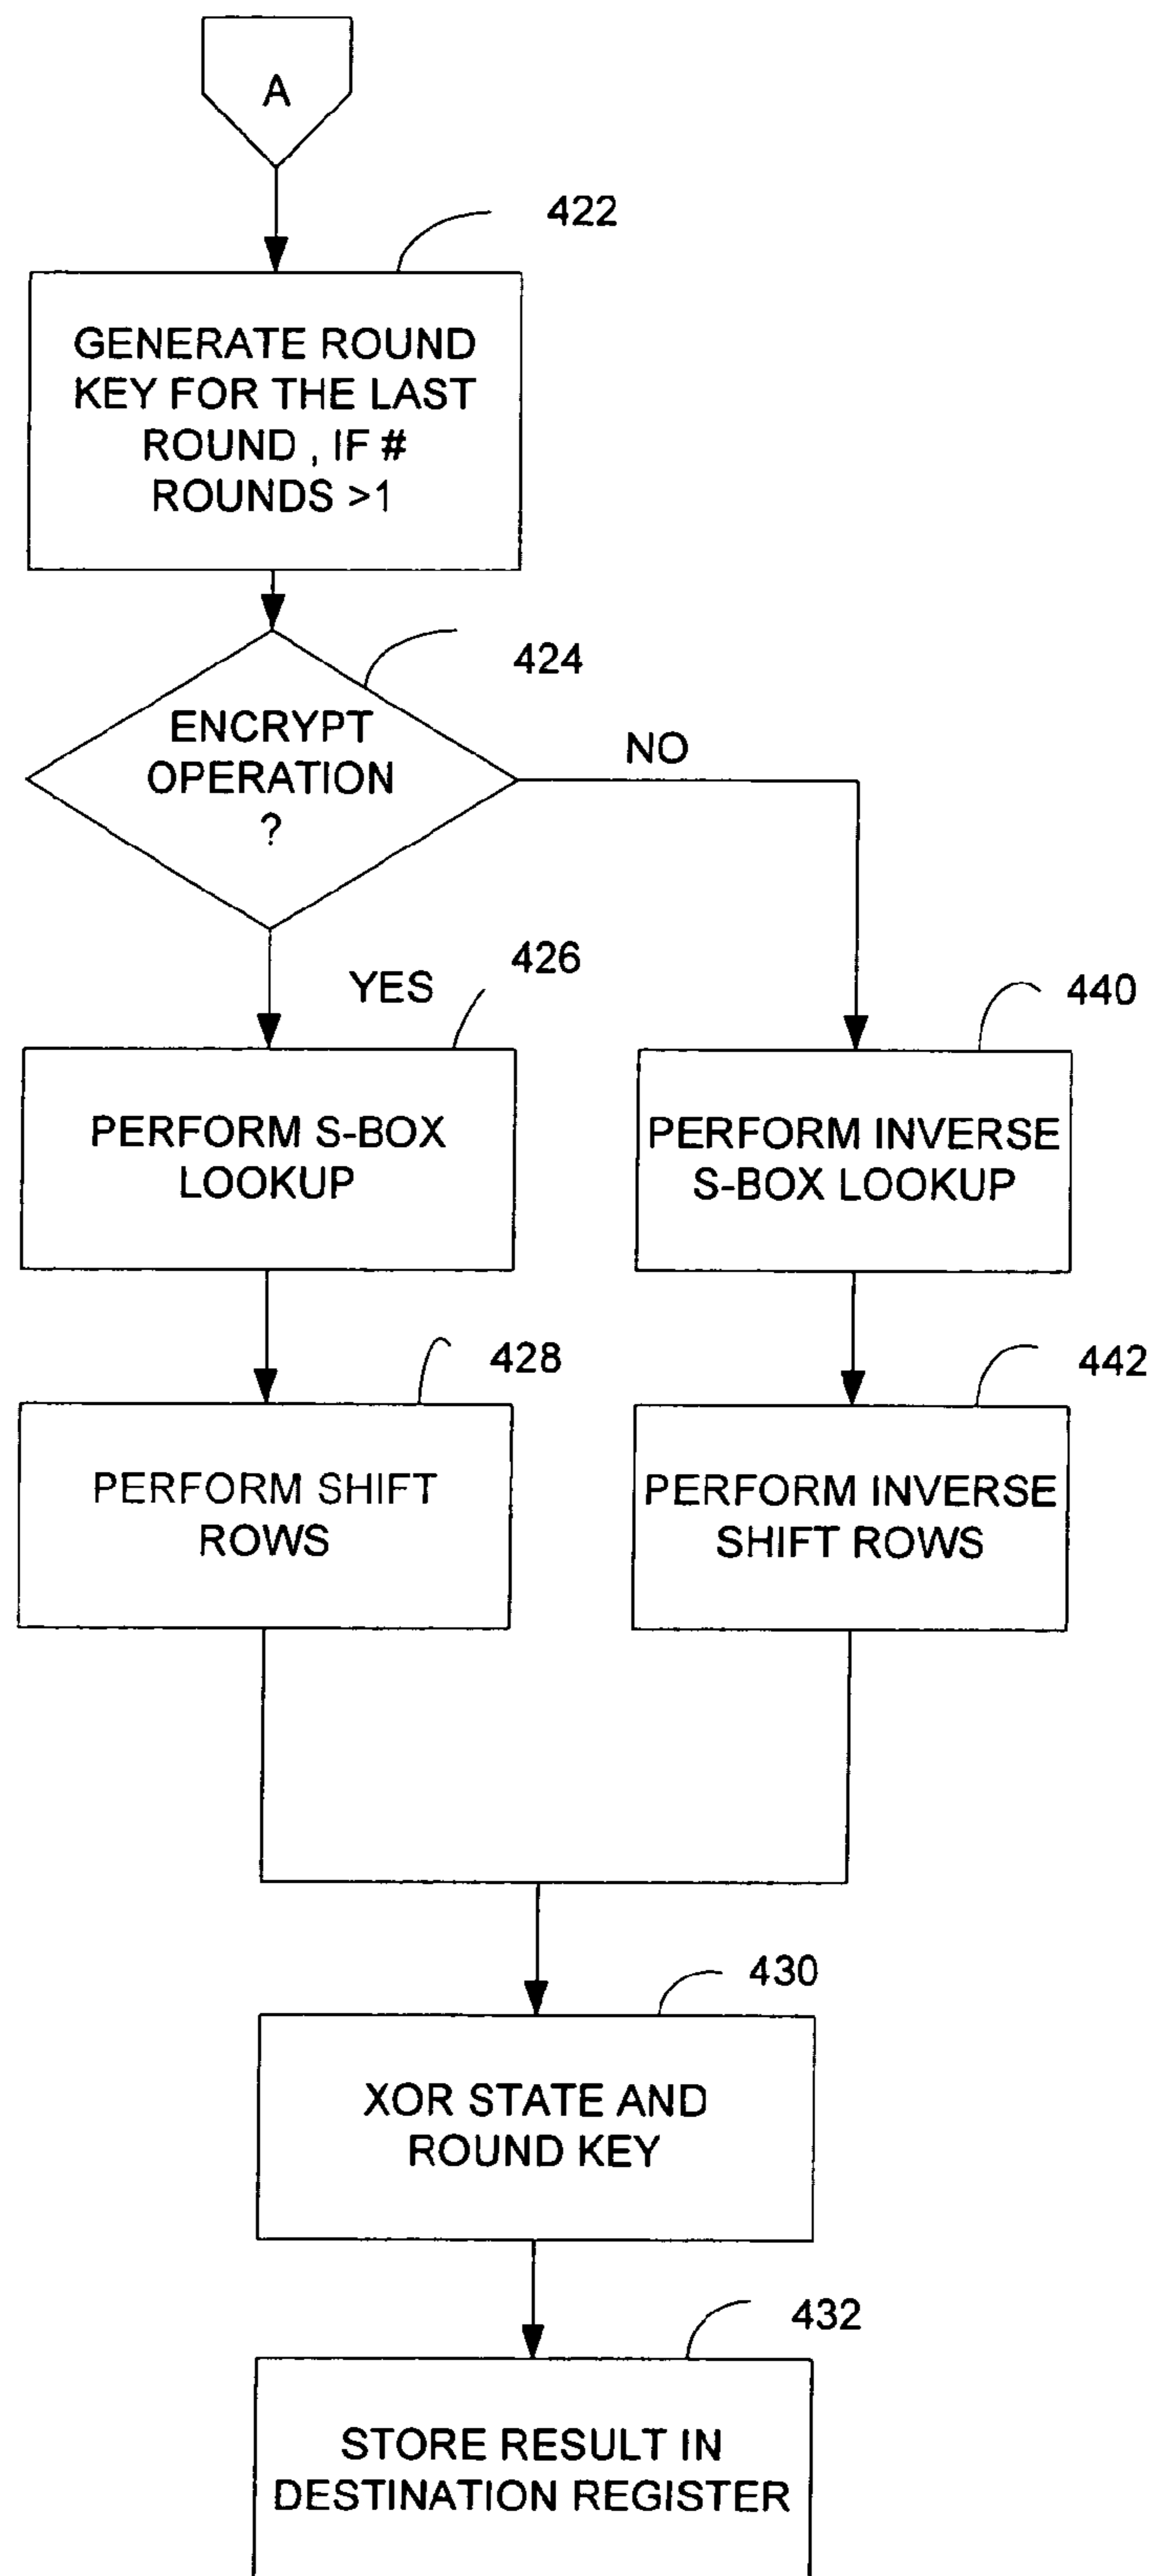 A
422
GENERATE ROUND
KEY FOR THE LAST
ROUND , IF #
ROUNDS >1
424
ENCRYPT
OPERATION
?
NO
YES
426
440
PERFORM S-BOX
LOOKUP
PERFORM INVERSE
S-BOX LOOKUP
428
442
PERFORM SHIFT
ROWS
PERFORM INVERSE
SHIFT ROWS
430
XOR STATE AND
ROUND KEY
432
STORE RESULT IN
DESTINATION REGISTER